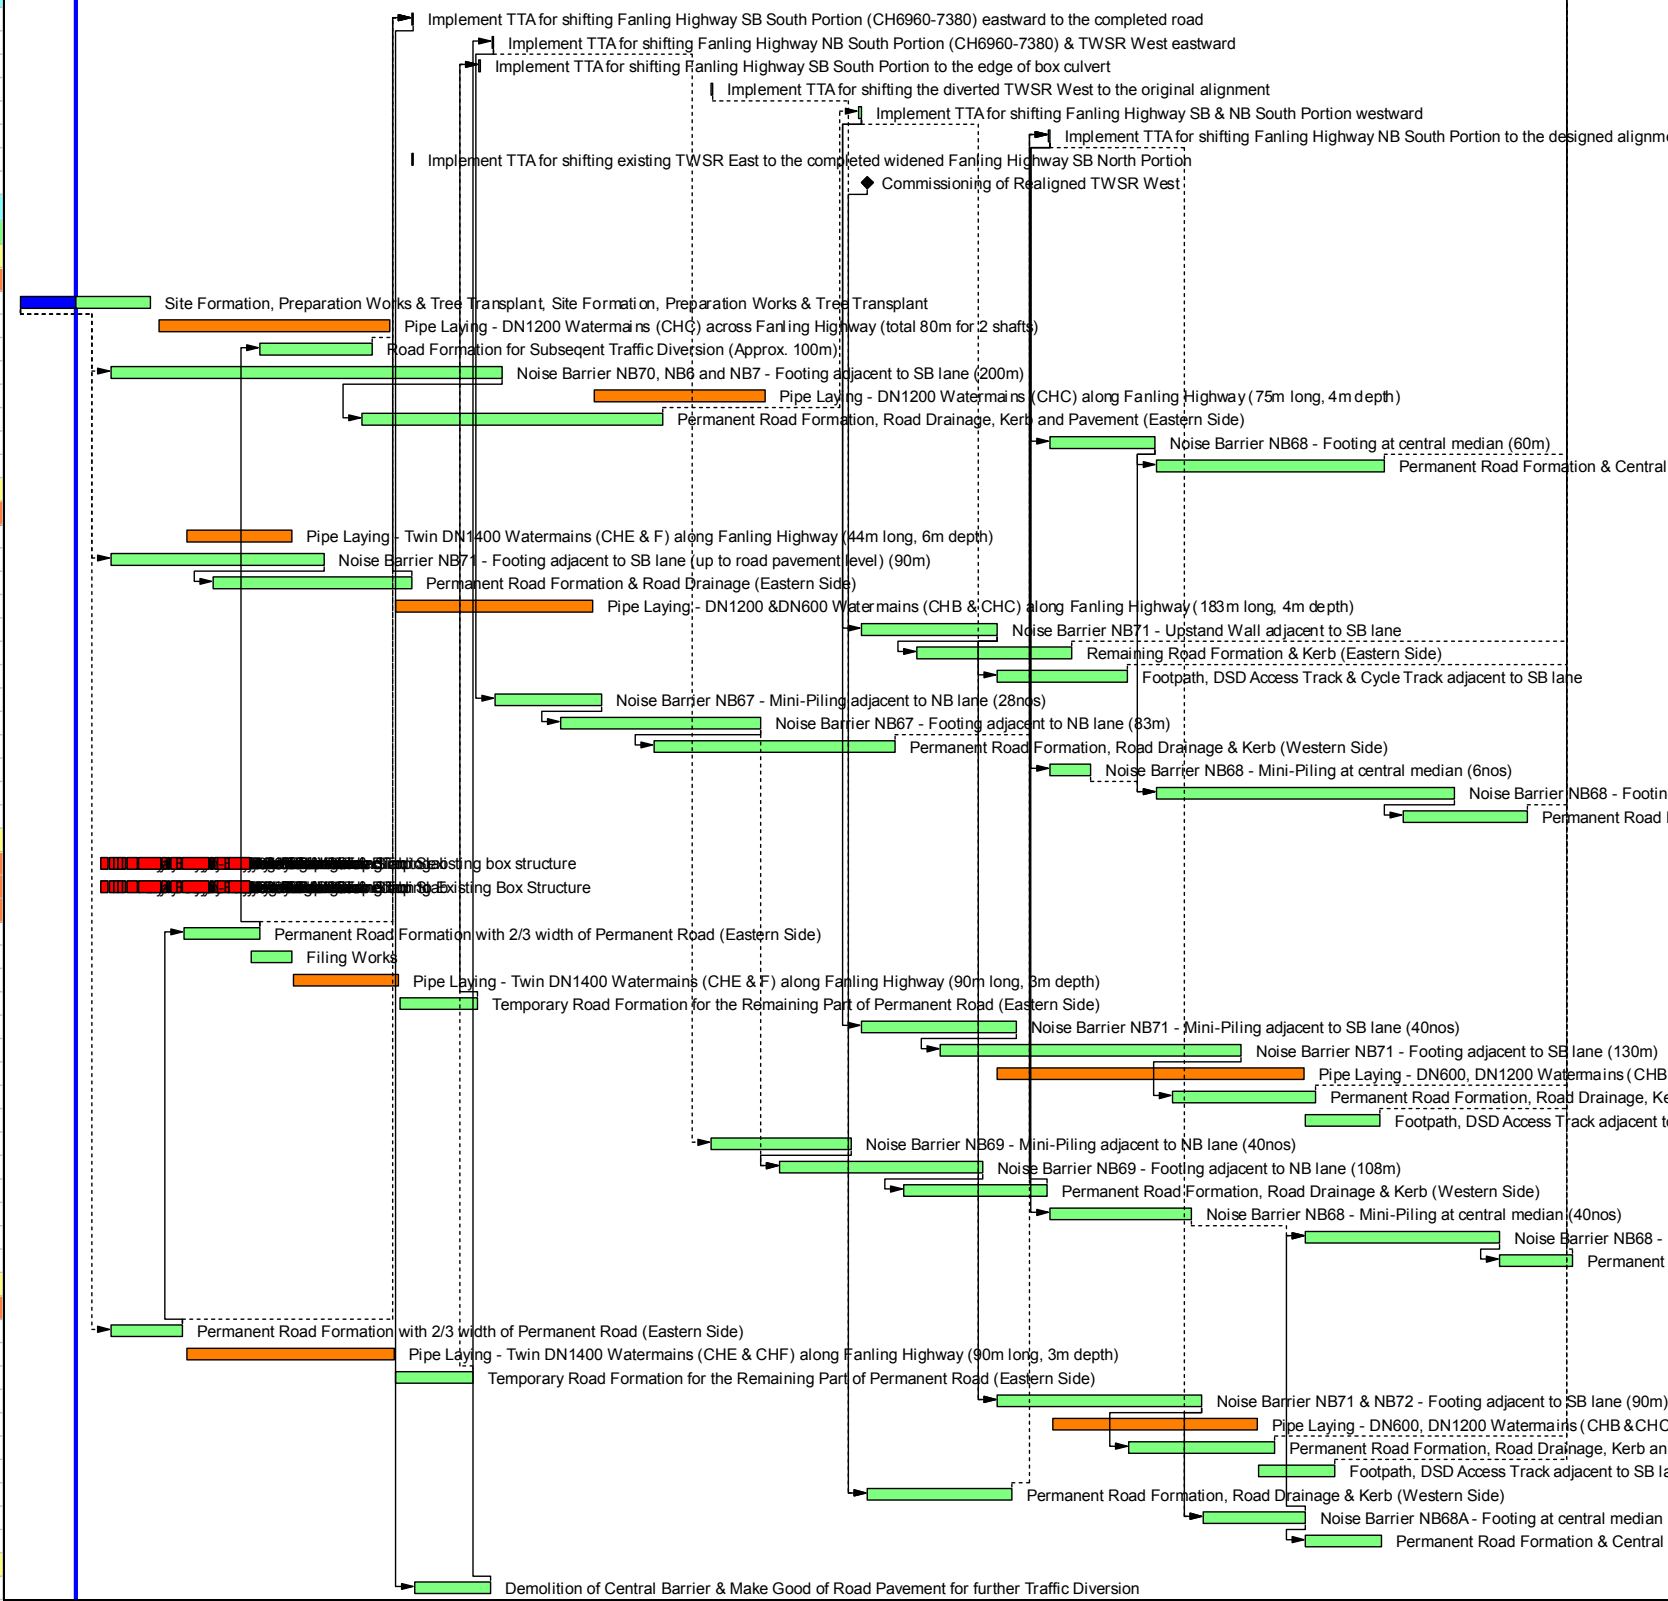 Implement TTA for shifting Fanling Highway SB South Portion (CH6960-7380) eastward to the completed road
Implement TTA for shifting Fanling Highway NB South Portion (CH6960-7380) & TWSR West eastward
Implement TTA for shifting Fanling Highway SB South Portion to the edge of box culvert
Implement TTA for shifting the diverted TWSR West to the original alignment
Implement TTA for shifting Fanling Highway SB & NB South Portion westward
Implement TTA for shifting Fanling Highway NB South Portion to the designed alignme
Implement TTA for shifting existing TWSR East to the completed widened Fanling Highway SB North Portion
Commissioning of Realigned TWSR West
Site Formation, Preparation Works & Tree Transplant, Site Formation, Preparation Works & Tree Transplant
Pipe Laying - DN1200 Watermains (CHC) across Fanling Highway (total 80m for 2 shafts)
Road Formation for Subseqent Traffic Diversion (Approx. 100m)
Noise Barrier NB70, NB6 and NB7 - Footing adjacent to SB lane (200m)
Pipe Laying - DN1200 Watermains (CHC) along Fanling Highway (75m long, 4m depth)
Permanent Road Formation, Road Drainage, Kerb and Pavement (Eastern Side)
Noise Barrier NB68 - Footing at central median (60m)
Permanent Road Formation & Central
Pipe Laying - Twin DN1400 Watermains (CHE & F) along Fanling Highway (44m long, 6m depth)
Noise Barrier NB71 - Footing adjacent to SB lane (up to road pavement level) (90m)
Permanent Road Formation & Road Drainage (Eastern Side)
Pipe Laying - DN1200 &DN600 Watermains (CHB & CHC) along Fanling Highway (183m long, 4m depth)
Noise Barrier NB71 - Upstand Wall adjacent to SB lane
Remaining Road Formation & Kerb (Eastern Side)
Footpath, DSD Access Track & Cycle Track adjacent to SB lane
Noise Barrier NB67 - Mini-Piling adjacent to NB lane (28nos)
Noise Barrier NB67 - Footing adjacent to NB lane (83m)
Permanent Road Formation, Road Drainage & Kerb (Western Side)
Noise Barrier NB68 - Mini-Piling at central median (6nos)
Noise Barrier NB68 - Footin
Permanent Road
box structure
Existing Box Structure
Permanent Road Formation with 2/3 width of Permanent Road (Eastern Side)
Filing Works
Pipe Laying - Twin DN1400 Watermains (CHE & F) along Fanling Highway (90m long, 3m depth)
Temporary Road Formation for the Remaining Part of Permanent Road (Eastern Side)
Noise Barrier NB71 - Mini-Piling adjacent to SB lane (40nos)
Noise Barrier NB71 - Footing adjacent to SB lane (130m)
Pipe Laying - DN600, DN1200 Watermains (CHB
Permanent Road Formation, Road Drainage, Ke
Footpath, DSD Access Track adjacent to
Noise Barrier NB69 - Mini-Piling adjacent to NB lane (40nos)
Noise Barrier NB69 - Footing adjacent to NB lane (108m)
Permanent Road Formation, Road Drainage & Kerb (Western Side)
Noise Barrier NB68 - Mini-Piling at central median (40nos)
Noise Barrier NB68 -
Permanent
Permanent Road Formation with 2/3 width of Permanent Road (Eastern Side)
Pipe Laying - Twin DN1400 Watermains (CHE & CHF) along Fanling Highway (90m long, 3m depth)
Temporary Road Formation for the Remaining Part of Permanent Road (Eastern Side)
Noise Barrier NB71 & NB72 - Footing adjacent to SB lane (90m)
Pipe Laying - DN600, DN1200 Watermains (CHB &CHC
Permanent Road Formation, Road Drainage, Kerb an
Footpath, DSD Access Track adjacent to SB la
Permanent Road Formation, Road Drainage & Kerb (Western Side)
Noise Barrier NB68A - Footing at central median
Permanent Road Formation & Central
Demolition of Central Barrier & Make Good of Road Pavement for further Traffic Diversion